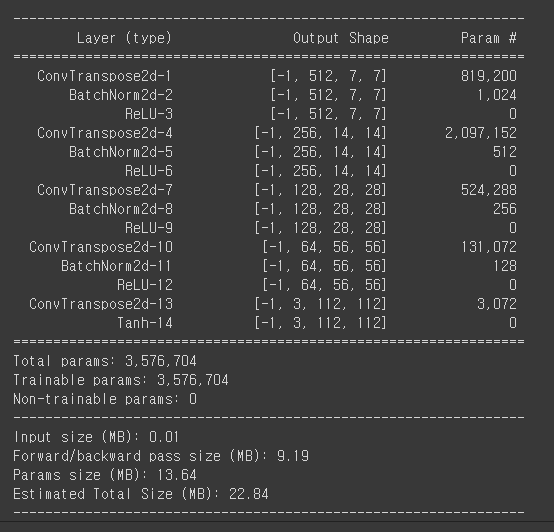 ----------------------------------------------------------------
        Layer (type)               Output Shape         Param #
================================================================
   ConvTranspose2d-1            [-1, 512, 7, 7]         819,200
       BatchNorm2d-2            [-1, 512, 7, 7]           1,024
              ReLU-3            [-1, 512, 7, 7]               0
   ConvTranspose2d-4          [-1, 256, 14, 14]       2,097,152
       BatchNorm2d-5          [-1, 256, 14, 14]             512
              ReLU-6          [-1, 256, 14, 14]               0
   ConvTranspose2d-7          [-1, 128, 28, 28]         524,288
       BatchNorm2d-8          [-1, 128, 28, 28]             256
              ReLU-9          [-1, 128, 28, 28]               0
  ConvTranspose2d-10           [-1, 64, 56, 56]         131,072
      BatchNorm2d-11           [-1, 64, 56, 56]             128
             ReLU-12           [-1, 64, 56, 56]               0
  ConvTranspose2d-13          [-1, 3, 112, 112]           3,072
             Tanh-14          [-1, 3, 112, 112]               0
================================================================
Total params: 3,576,704
Trainable params: 3,576,704
Non-trainable params: 0
----------------------------------------------------------------
Input size (MB): 0.01
Forward/backward pass size (MB): 9.19
Params size (MB): 13.64
Estimated Total Size (MB): 22.84
----------------------------------------------------------------